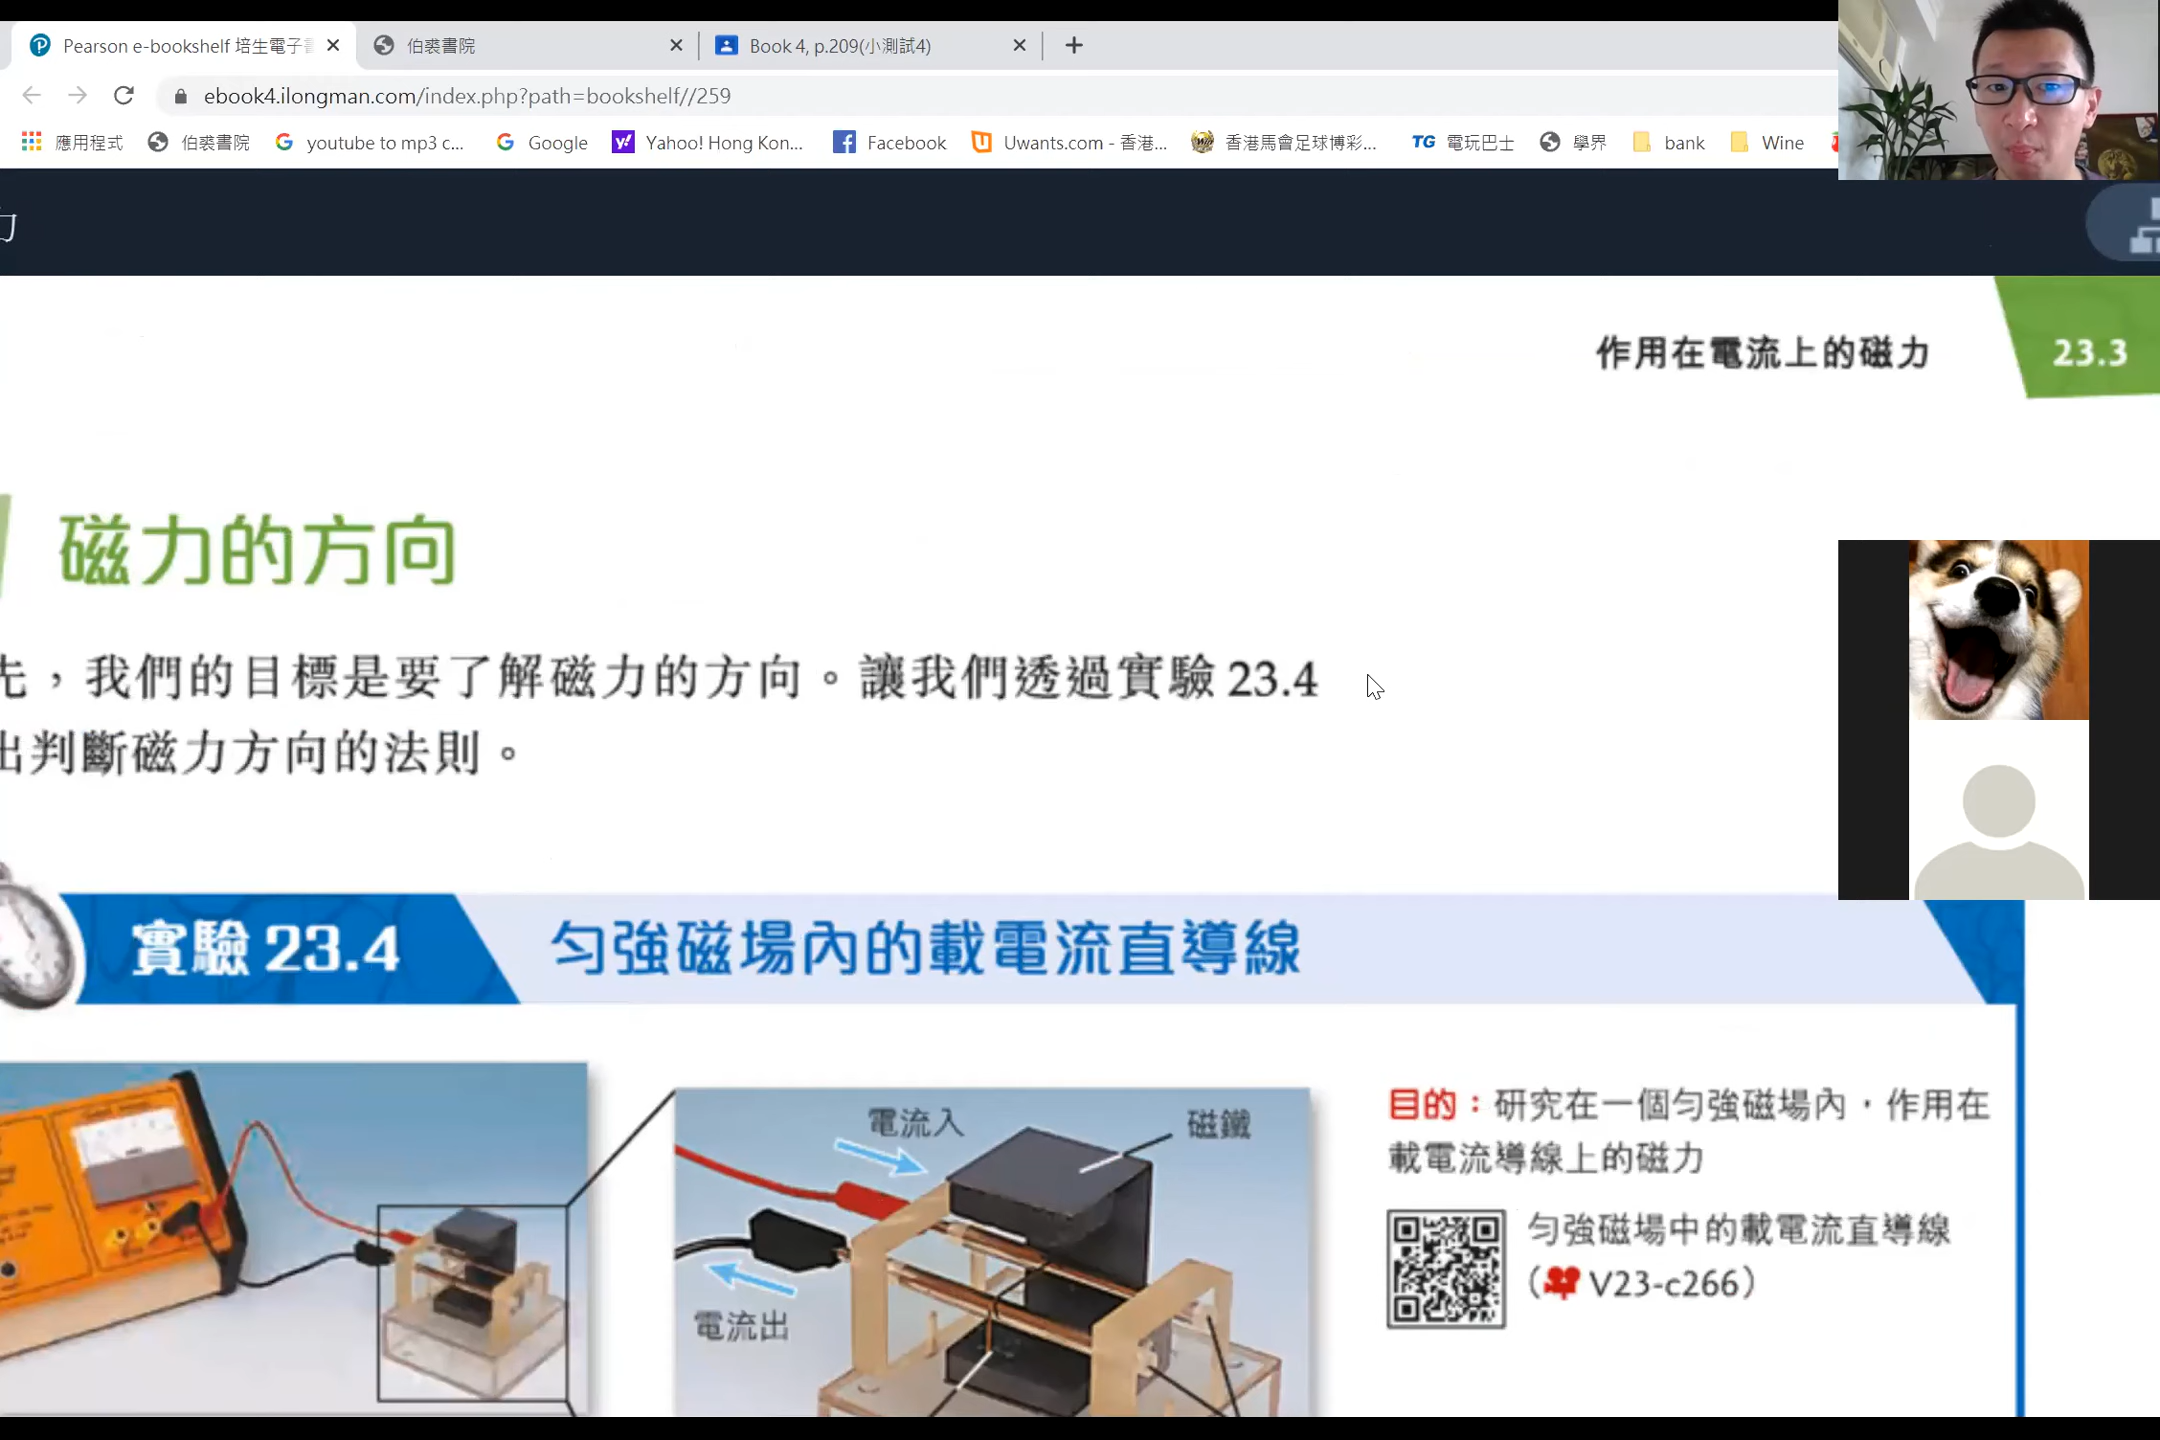 Pearson e-bookshelf 培生電子書
伯裘書院
Book 4, p.209(小測試4)
ebook4.ilongman.com/index.php?path=bookshelf//259
應用程式
伯裘書院
youtube to mp3 c...
Google
Yahoo! Hong Kon...
Facebook
Uwants.com - 香港...
香港馬會足球博彩...
TG 電玩巴士
學界
bank
Wine
力
作用在電流上的磁力
23.3
磁力的方向
先，我們的目標是要了解磁力的方向。讓我們透過實驗 23.4
出判斷磁力方向的法則。
實驗 23.4
勻強磁場內的載電流直導線
電流入
磁鐵
電流出
目的：研究在一個勻強磁場內，作用在
載電流導線上的磁力
勻強磁場中的載電流直導線
（ V23-c266）